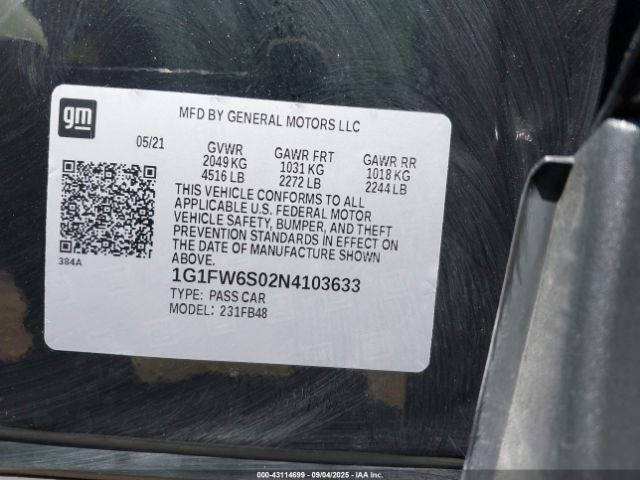 gm
MFD BY GENERAL MOTORS LLC
05/21 GVWR GAWR FRT GAWR RR
2049 KG 1031 KG 1018 KG
4516 LB 2272 LB 2244 LB
THIS VEHICLE CONFORMS TO ALL
APPLICABLE U.S. FEDERAL MOTOR
VEHICLE SAFETY, BUMPER, AND THEFT
PREVENTION STANDARDS IN EFFECT ON
THE DATE OF MANUFACTURE SHOWN
ABOVE.
384A
1G1FW6S02N4103633
TYPE: PASS CAR
MODEL: 231FB48
000-43114699 - 09/04/2025 - IAA Inc.